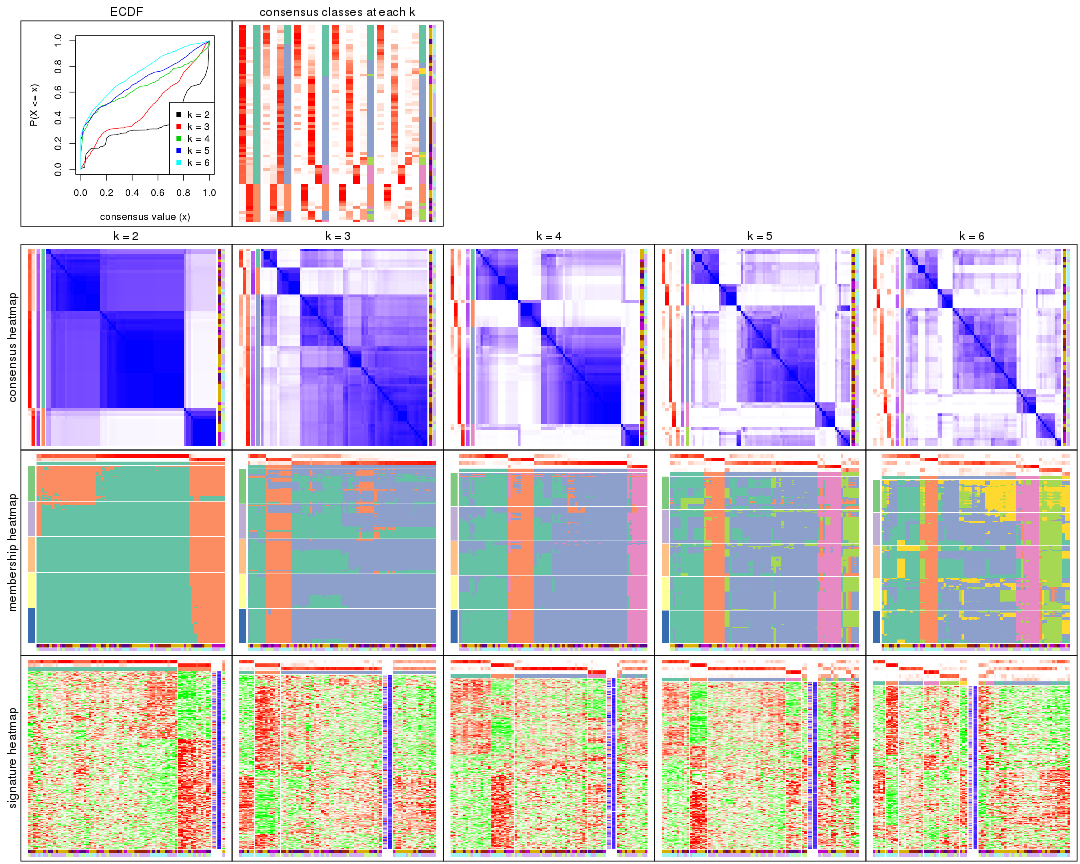 ECDF
consensus classes at each k
P(X <= x)
1.0
0.8
0.6
0.4
0.2
0.0
k = 2
k = 3
k = 4
k = 5
k = 6
0.0 0.2 0.4 0.6 0.8 1.0
consensus value (x)
k = 2
k = 3
k = 4
k = 5
k = 6
consensus heatmap
membership heatmap
signature heatmap